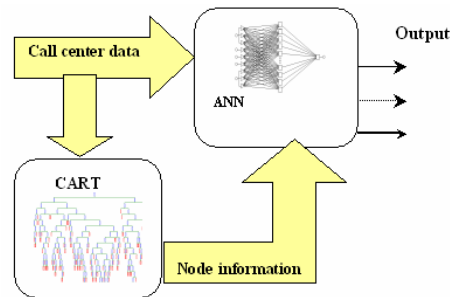 Call center data
Output
ANN
CART
Node information